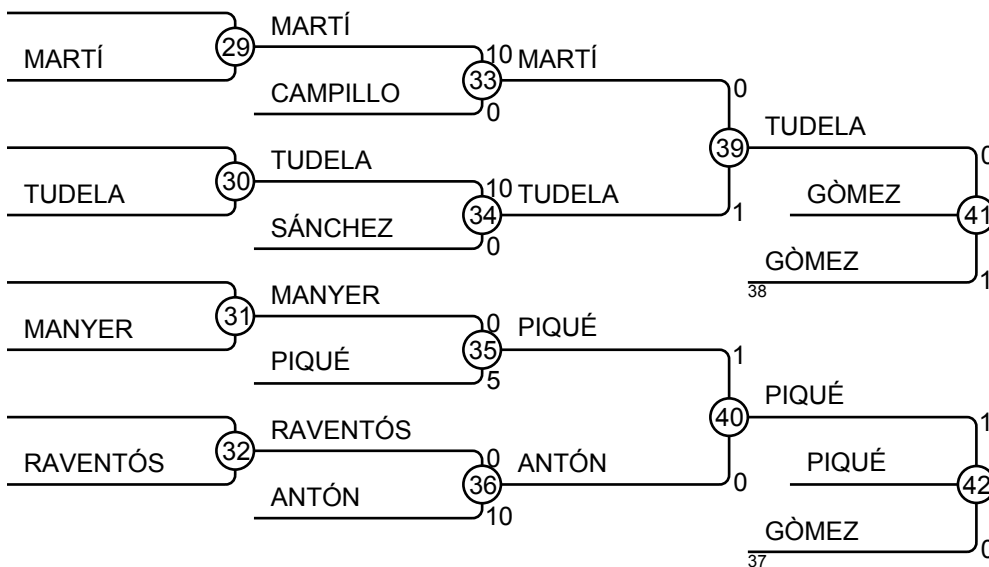 MARTÍ
29
MARTÍ
10
33
MARTÍ
CAMPILLO
0
0
39
TUDELA
TUDELA
30
TUDELA
10
34
TUDELA
SÁNCHEZ
0
1
0
GÒMEZ
41
GÒMEZ
38
1
MANYER
31
MANYER
0
35
PIQUÉ
PIQUÉ
5
1
40
PIQUÉ
RAVENTÓS
32
RAVENTÓS
0
36
ANTÓN
ANTÓN
10
0
1
PIQUÉ
42
GÒMEZ
37
0